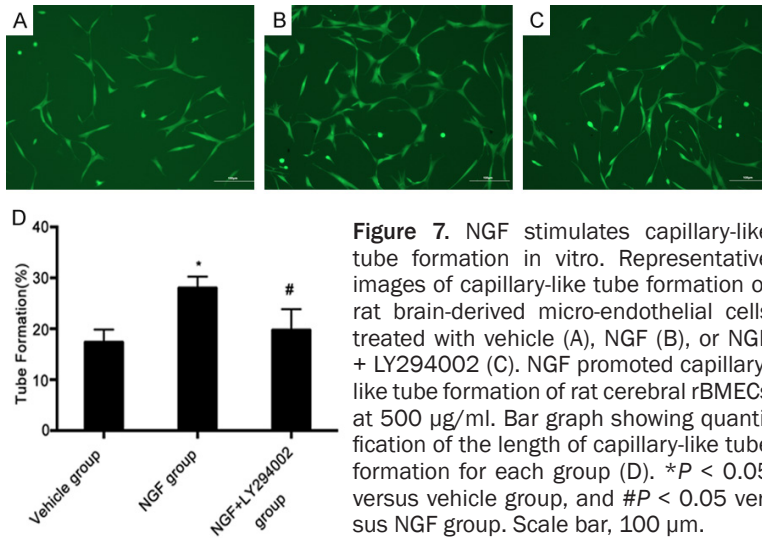 A
B
C
D
40
30
20
10
0
Tube Formation(%)
*
#
Vehicle group
NGF group
NGF+LY294002
group
Figure 7. NGF stimulates capillary-like
tube formation in vitro. Representative
images of capillary-like tube formation o
rat brain-derived micro-endothelial cells
treated with vehicle (A), NGF (B), or NG
+ LY294002 (C). NGF promoted capillary
like tube formation of rat cerebral rBMECs
at 500 µg/ml. Bar graph showing quanti
fication of the length of capillary-like tube
formation for each group (D). *P < 0.05
versus vehicle group, and #P < 0.05 ver
sus NGF group. Scale bar, 100 µm.